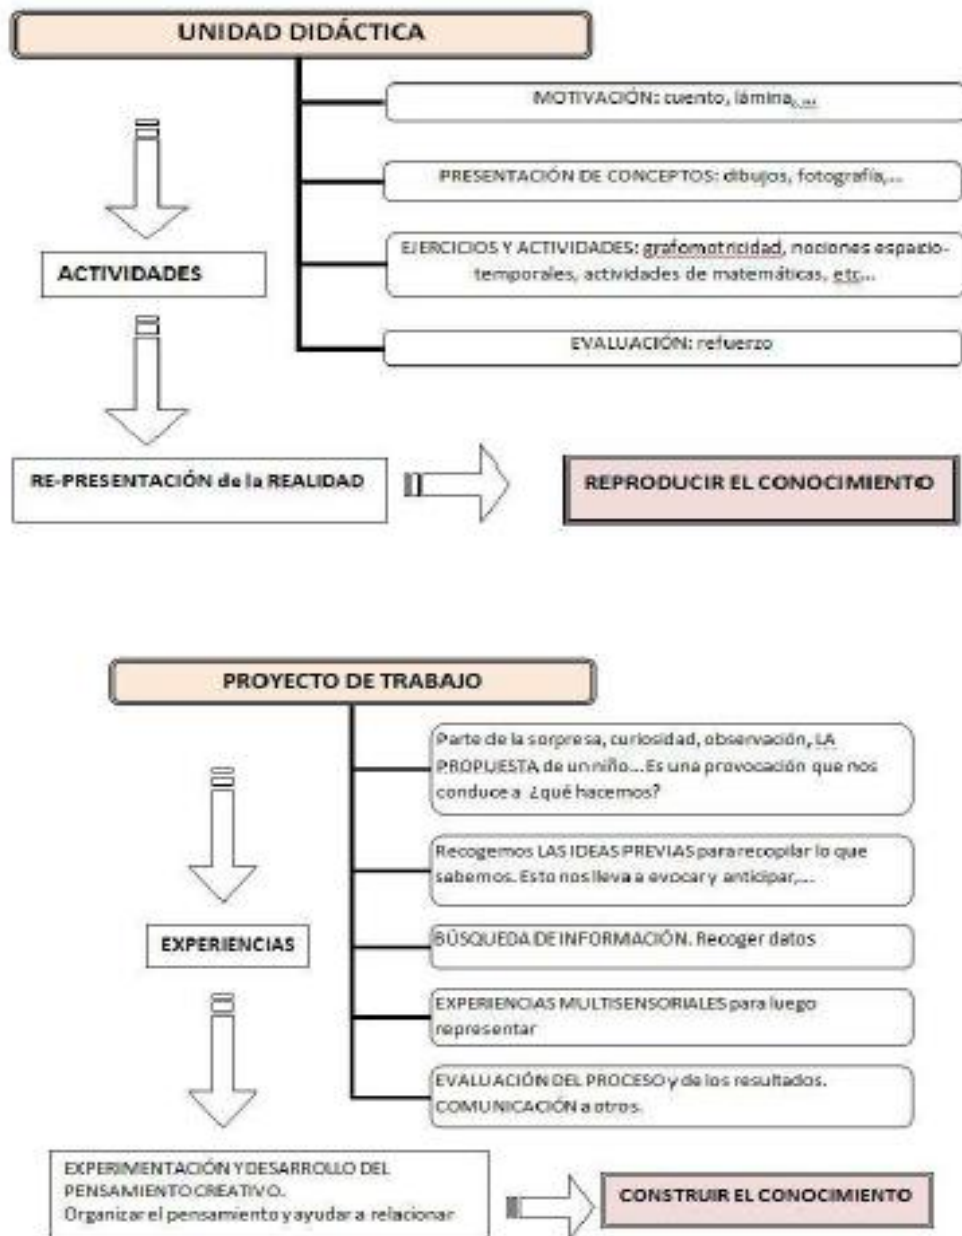 UNIDAD DIDÁCTICA
MOTIVACIÓN: cuento, lámina,...
PRESENTACIÓN DE CONCEPTOS: dibujos, fotografía,...
EJERCICIOS Y ACTIVIDADES: grafomotricidad, nociones espacio-
temporales, actividades de matemáticas, etc...
ACTIVIDADES
EVALUACIÓN: refuerzo
RE-PRESENTACIÓN de la REALIDAD
REPRODUCIR EL CONOCIMIENTO
PROYECTO DE TRABAJO
Parte de la sorpresa, curiosidad, observación, LA
PROPUESTA de un niño... Es una provocación que nos
conduce a ¿qué hacemos?
Recogemos LAS IDEAS PREVIAS para recopilar lo que
sabemos. Esto nos lleva a evocar y anticipar,...
EXPERIENCIAS
BÚSQUEDA DE INFORMACIÓN. Recoger datos
EXPERIENCIAS MULTISENSORIALES para luego
representar
EVALUACIÓN DEL PROCESO y de los resultados.
COMUNICACIÓN a otros.
EXPERIMENTACIÓN Y DESARROLLO DEL
PENSAMIENTO CREATIVO.
Organizar el pensamiento y ayudar a relacionar
CONSTRUIR EL CONOCIMIENTO